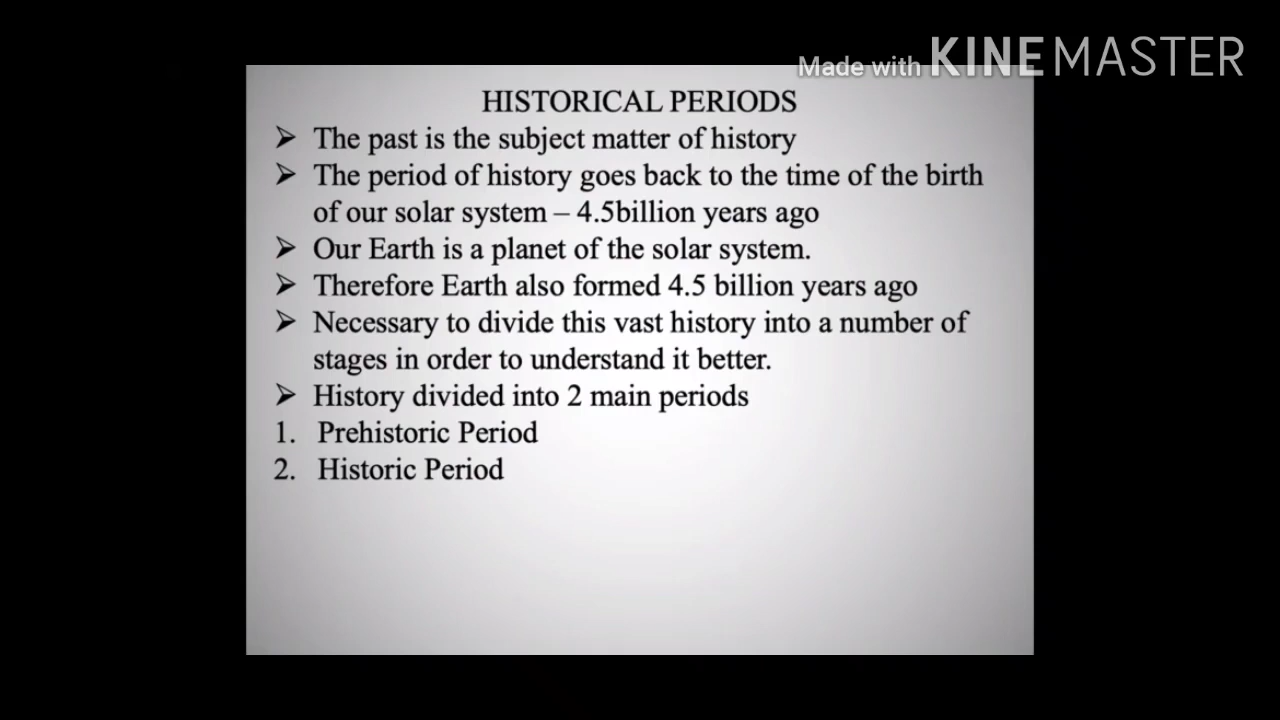 Made with KINEMASTER
HISTORICAL PERIODS
➢ The past is the subject matter of history
➢ The period of history goes back to the time of the birth
of our solar system – 4.5billion years ago
➢ Our Earth is a planet of the solar system.
➢ Therefore Earth also formed 4.5 billion years ago
➢ Necessary to divide this vast history into a number of
stages in order to understand it better.
➢ History divided into 2 main periods
1. Prehistoric Period
2. Historic Period